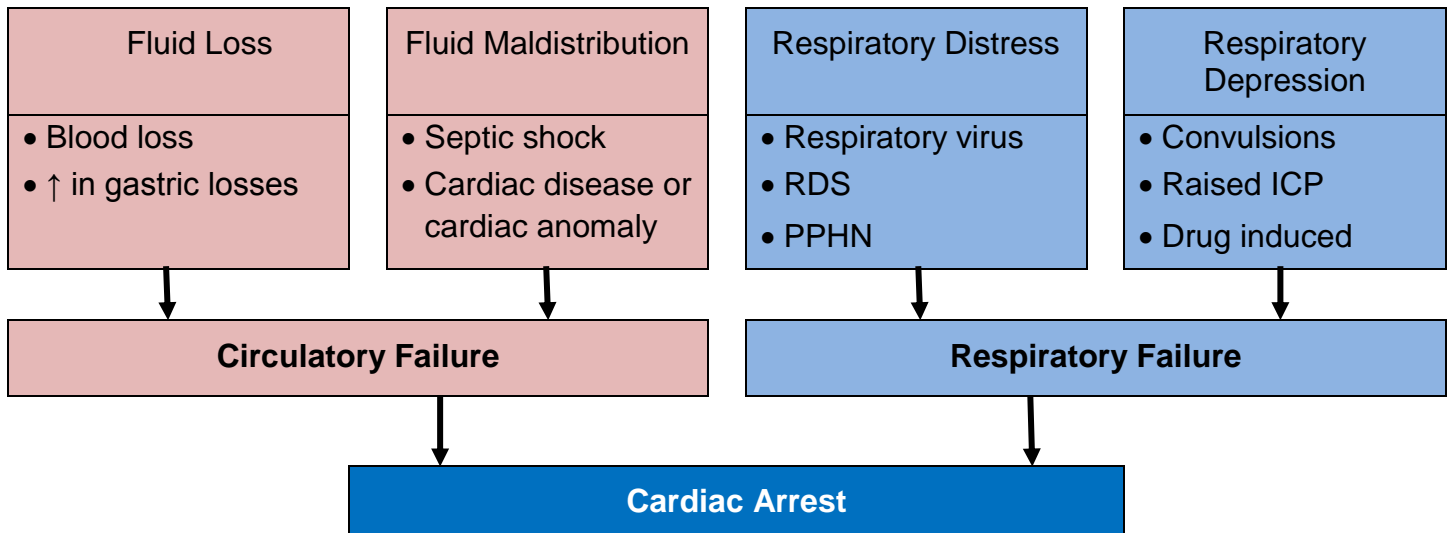 Fluid Loss
• Blood loss
• ↑ in gastric losses
Fluid Maldistribution
• Septic shock
• Cardiac disease or
cardiac anomaly
Respiratory Distress
• Respiratory virus
• RDS
• PPHN
Respiratory
Depression
• Convulsions
• Raised ICP
• Drug induced
Circulatory Failure
Respiratory Failure
Cardiac Arrest